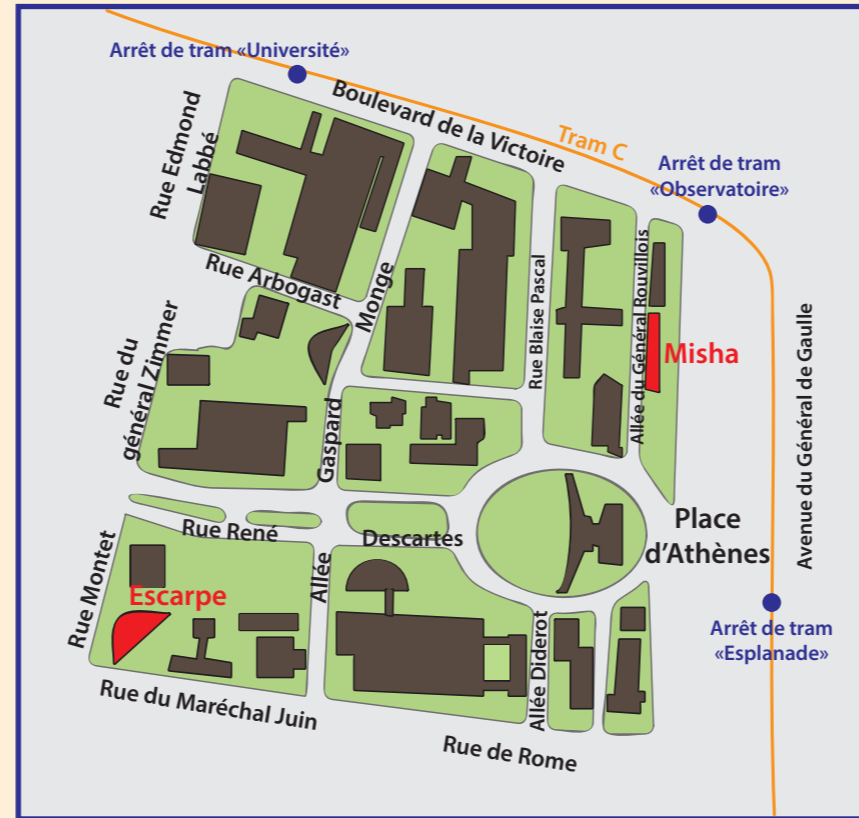 Arrêt de tram «Université»
Boulevard de la Victoire
Tram C
Arrêt de tram
«Observatoire»
Rue Edmond
Labbé
Rue Arbogast
Monge
Rue Blaise Pascal
Allée du Général Rouvillois
Misha
Rue du
général Zimmer
Gaspard
Avenue du Général de Gaulle
Place
d'Athènes
Rue René
Descartes
Allée
Rue Montet
Escarpe
Arrêt de tram
«Esplanade»
Allée Diderot
Rue du Maréchal Juin
Rue de Rome